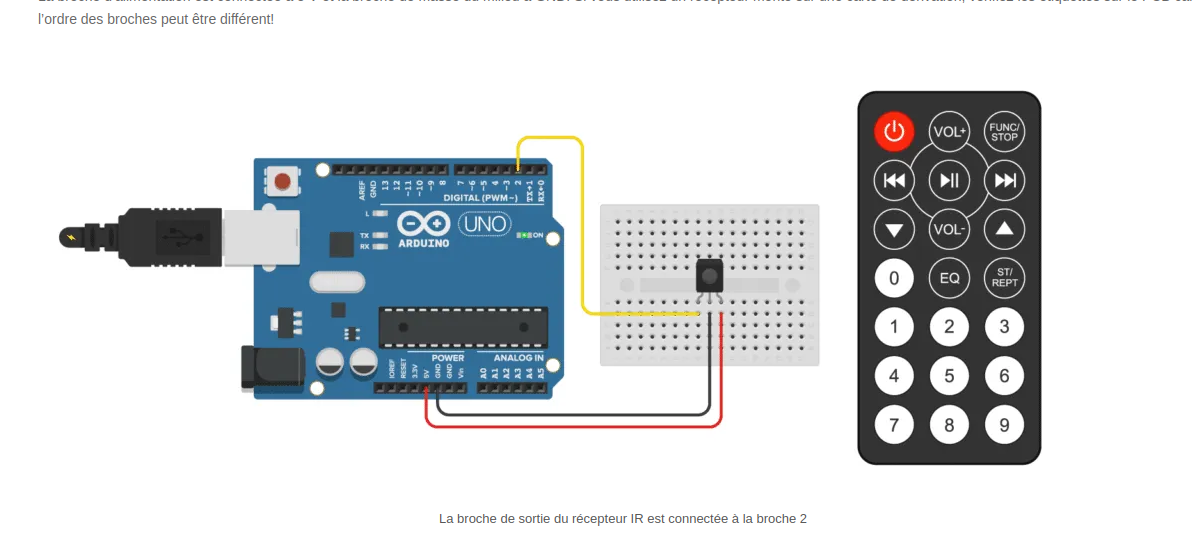 l'ordre des broches peut être différent!
AREF
GND
13
12
~11
~10
~9
8
7
~6
~5
4
~3
2
TX→1
RX←0
DIGITAL (PWM~)
L
TX
RX
ARDUINO
UNO
ON
POWER
ANALOG IN
IOREF
RESET
3.3V
5V
GND
GND
Vin
A0
A1
A2
A3
A4
A5
VOL+
FUNC/
STOP
VOL-
0
EQ
ST/
REPT
1 2 3
4 5 6
7 8 9
La broche de sortie du récepteur IR est connectée à la broche 2